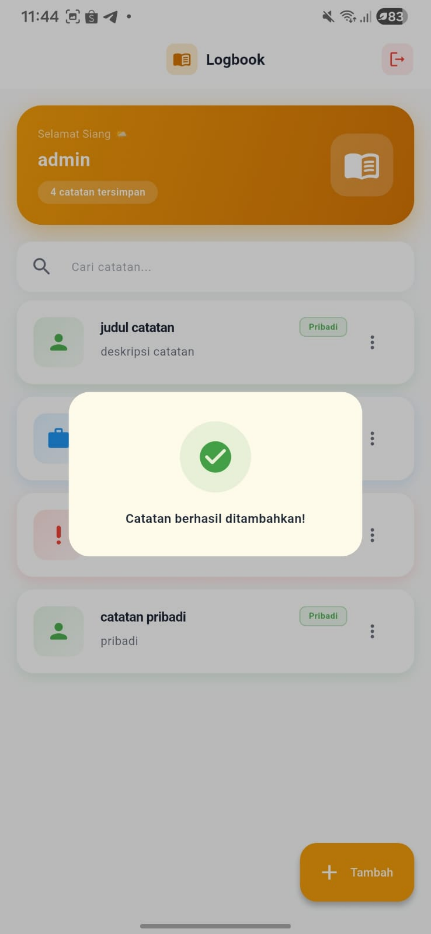 11:44
83
Logbook
Selamat Siang
admin
4 catatan tersimpan
Cari catatan...
judul catatan
Pribadi
deskripsi catatan
Catatan berhasil ditambahkan!
catatan pribadi
Pribadi
pribadi
Tambah